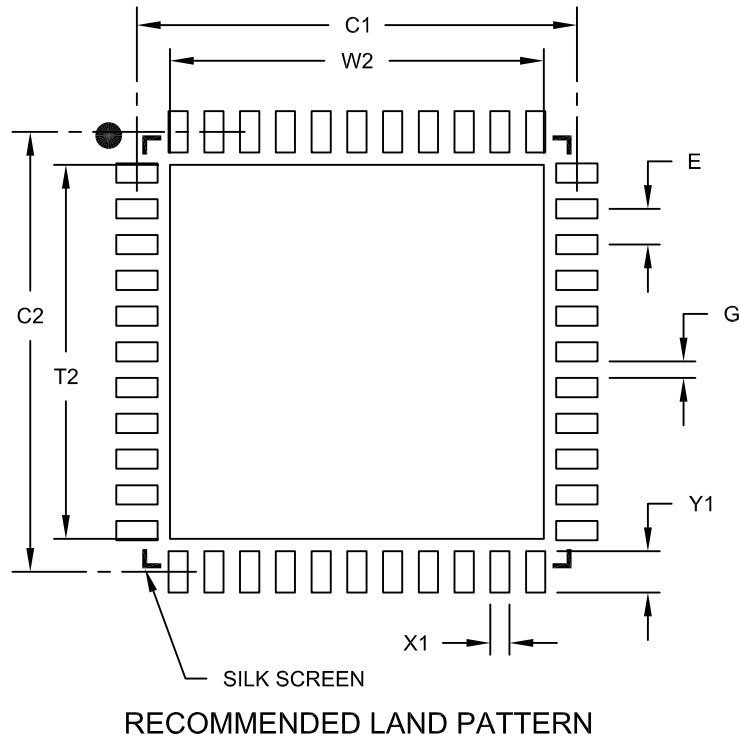 C1
W2
E
C2
G
T2
Y1
X1
SILK SCREEN
RECOMMENDED LAND PATTERN